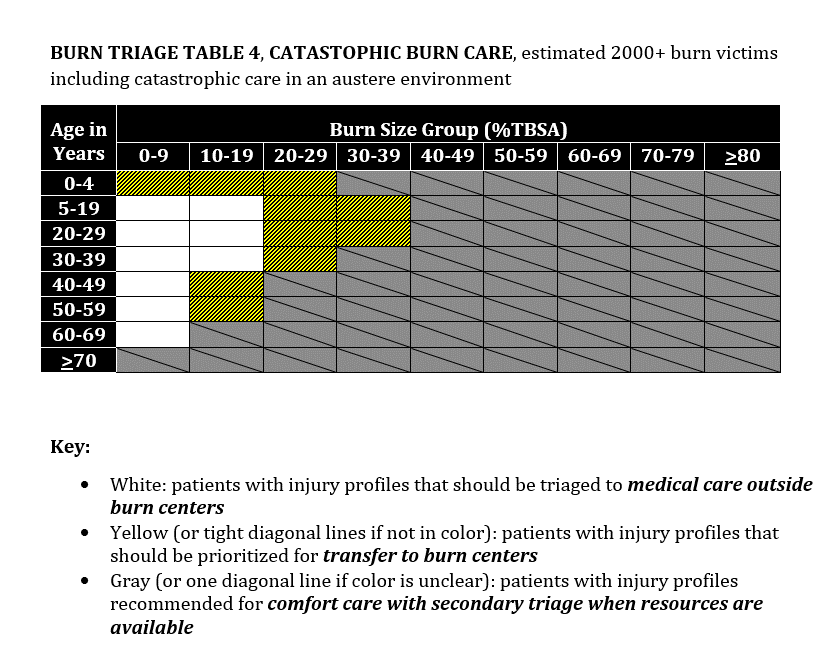 BURN TRIAGE TABLE 4, CATASTOPHIC BURN CARE, estimated 2000+ burn victims
including catastrophic care in an austere environment
Age in Years
Burn Size Group (%TBSA)
0-9 10-19 20-29 30-39 40-49 50-59 60-69 70-79 ≥80
0-4
5-19
20-29
30-39
40-49
50-59
60-69
≥70
Key:
• White: patients with injury profiles that should be triaged to medical care outside
burn centers
• Yellow (or tight diagonal lines if not in color): patients with injury profiles that
should be prioritized for transfer to burn centers
• Gray (or one diagonal line if color is unclear): patients with injury profiles
recommended for comfort care with secondary triage when resources are
available